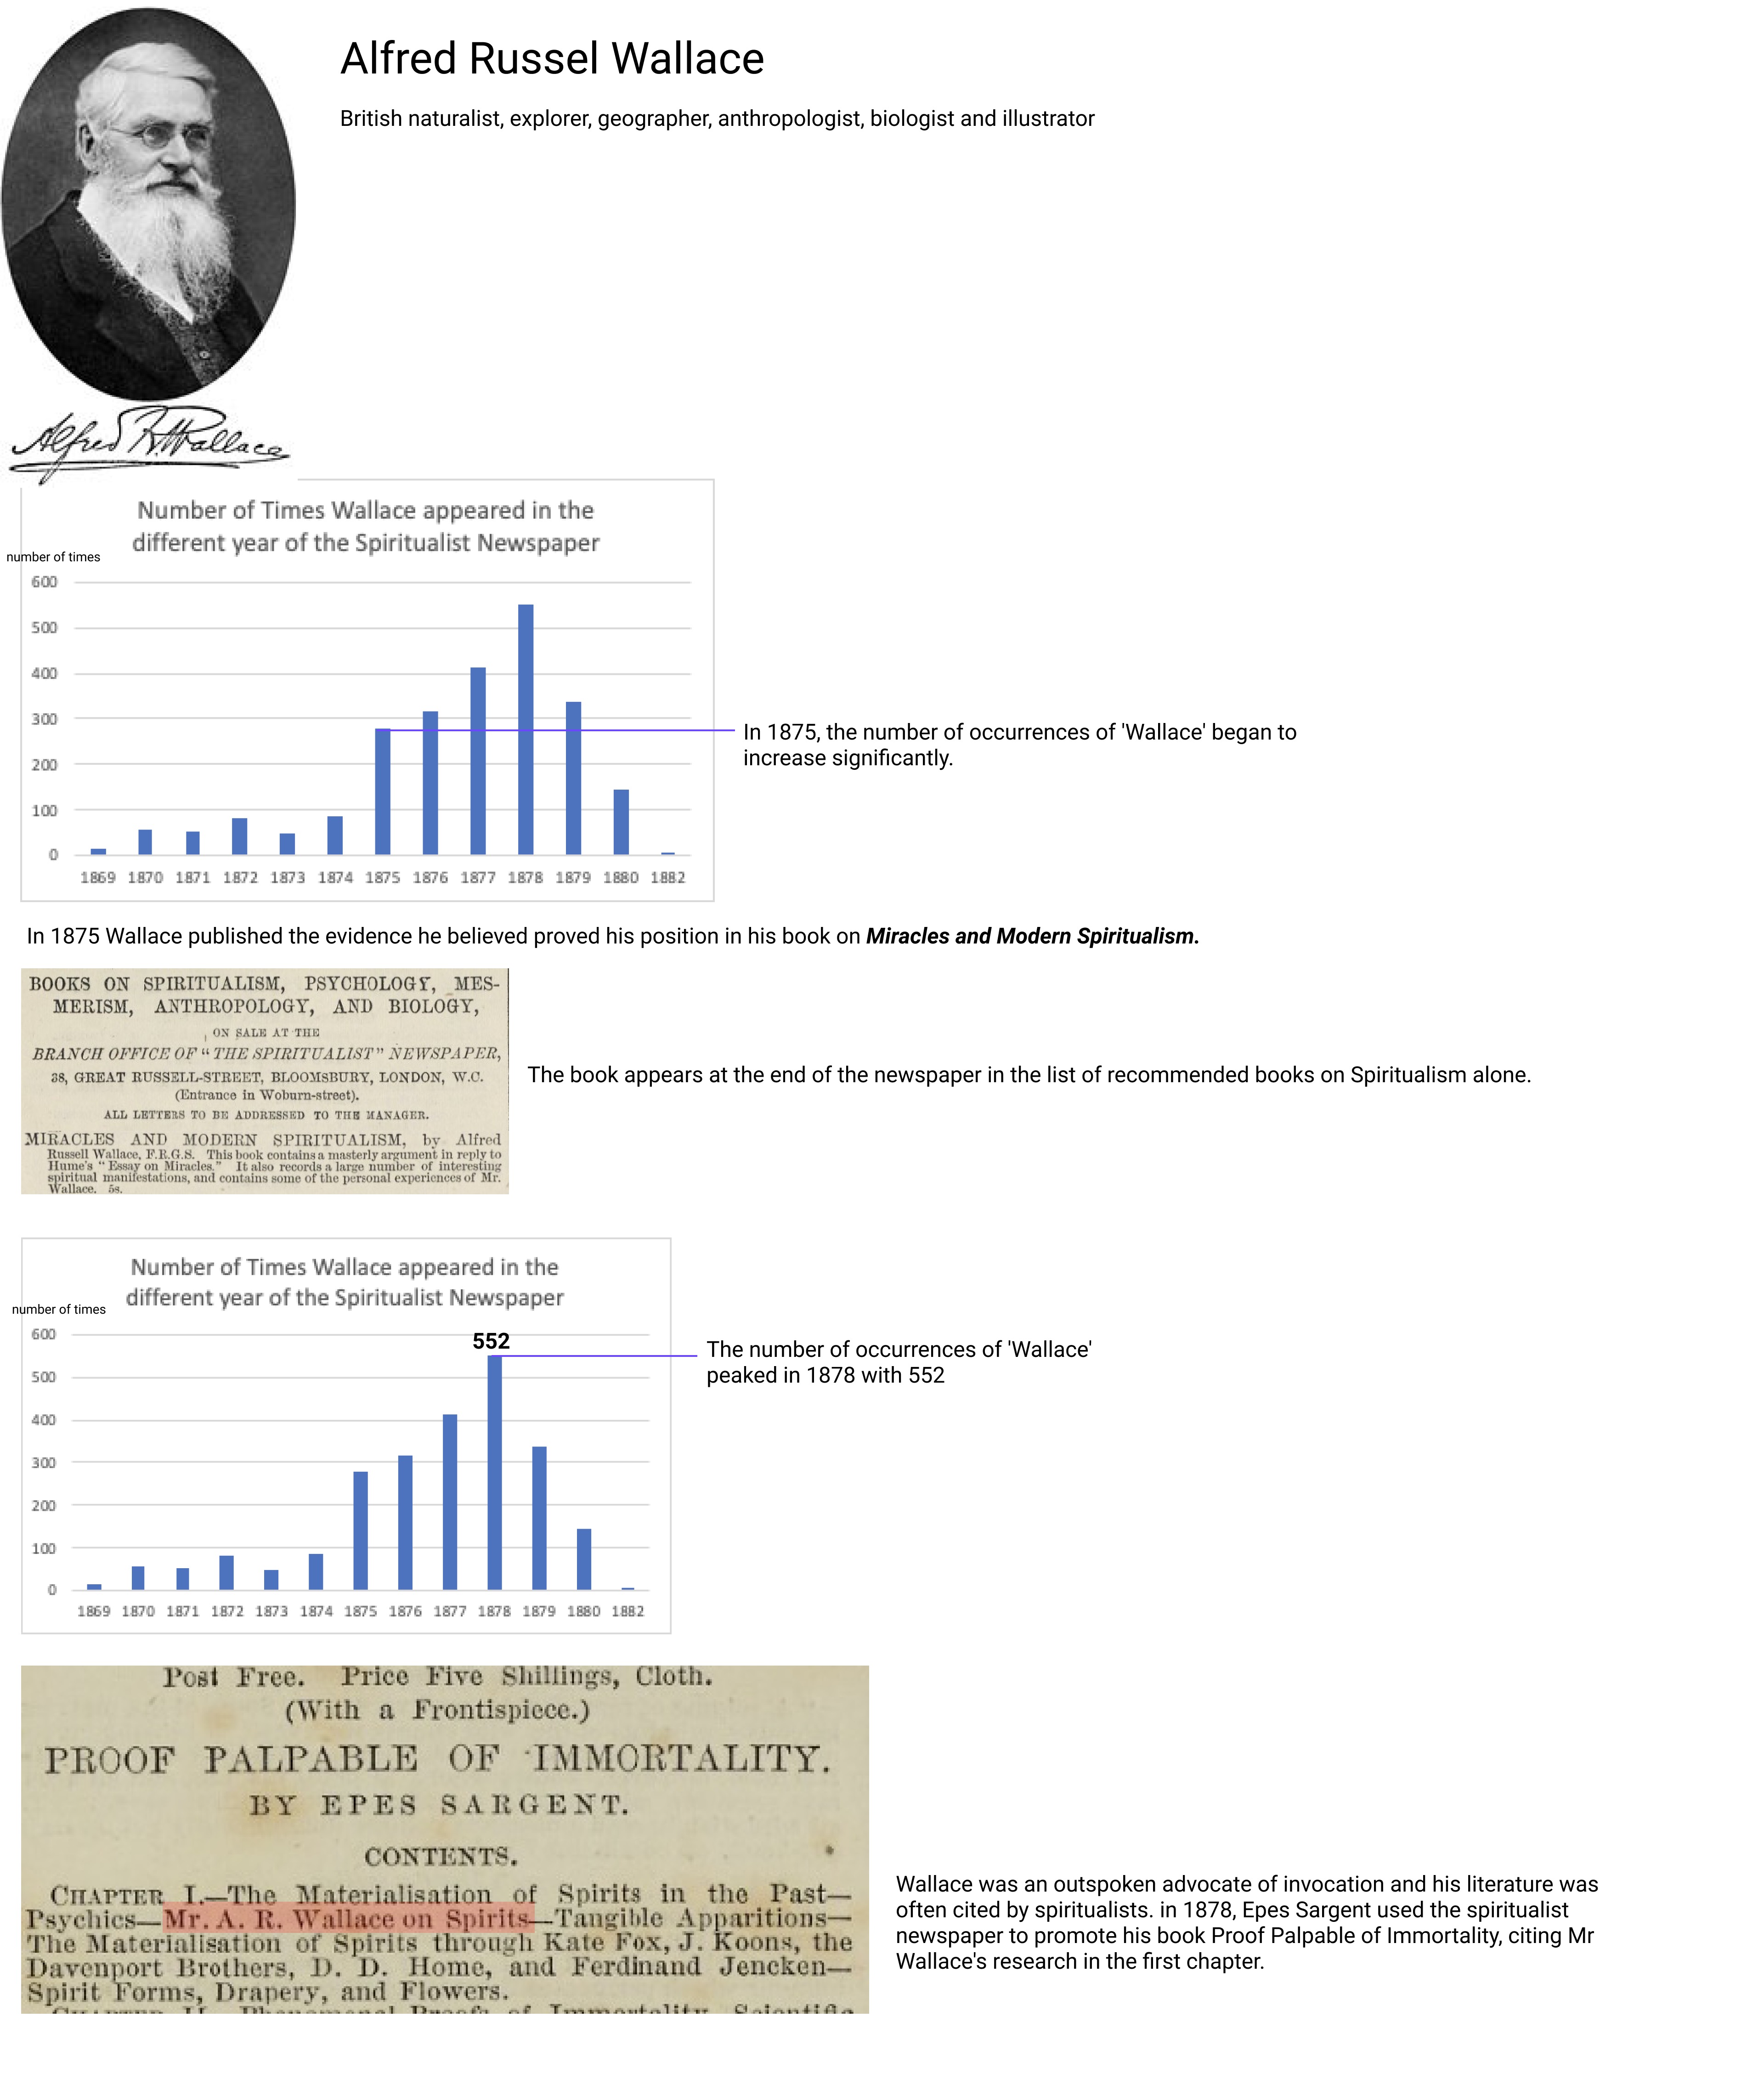 Alfred Russel Wallace
British naturalist, explorer, geographer, anthropologist, biologist and illustrator
Alfred R. Wallace
Number of Times Wallace appeared in the
different year of the Spiritualist Newspaper
number of times
600
500
400
300
200
100
0
1869 1870 1871 1872 1873 1874 1875 1876 1877 1878 1879 1880 1882
In 1875, the number of occurrences of 'Wallace' began to
increase significantly.
In 1875 Wallace published the evidence he believed proved his position in his book on Miracles and Modern Spiritualism.
BOOKS ON SPIRITUALISM, PSYCHOLOGY, MES-
MERISM, ANTHROPOLOGY, AND BIOLOGY,
ON SALE AT THE
BRANCH OFFICE OF "THE SPIRITUALIST" NEWSPAPER,
38, GREAT RUSSELL-STREET, BLOOMSBURY, LONDON, W.C.
(Entrance in Woburn-street).
ALL LETTERS TO BE ADDRESSED TO THE MANAGER.
MIRACLES AND MODERN SPIRITUALISM, by Alfred
Russell Wallace, F.R.G.S. This book contains a masterly argument in reply to
Hume's "Essay on Miracles." It also records a large number of interesting
spiritual manifestations, and contains some of the personal experiences of Mr.
Wallace. 5s.
The book appears at the end of the newspaper in the list of recommended books on Spiritualism alone.
Number of Times Wallace appeared in the
different year of the Spiritualist Newspaper
number of times
600
500
400
300
200
100
0
552
1869 1870 1871 1872 1873 1874 1875 1876 1877 1878 1879 1880 1882
The number of occurrences of 'Wallace'
peaked in 1878 with 552
Post Free. Price Five Shillings, Cloth.
(With a Frontispiece.)
PROOF PALPABLE OF IMMORTALITY.
BY EPES SARGENT.
CONTENTS.
CHAPTER I.—The Materialisation of Spirits in the Past—
Psychics—Mr. A. R. Wallace on Spirits—Tangible Apparitions—
The Materialisation of Spirits through Kate Fox, J. Koons, the
Davenport Brothers, D. D. Home, and Ferdinand Jencken—
Spirit Forms, Drapery, and Flowers.
CHAPTER II.—Phenomenal Proofs of Immortality, Scientific
Wallace was an outspoken advocate of invocation and his literature was
often cited by spiritualists. in 1878, Epes Sargent used the spiritualist
newspaper to promote his book Proof Palpable of Immortality, citing Mr
Wallace's research in the first chapter.